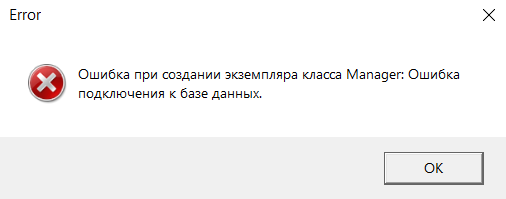 Error
Ошибка при создании экземпляра класса Manager: Ошибка
подключения к базе данных.
OK